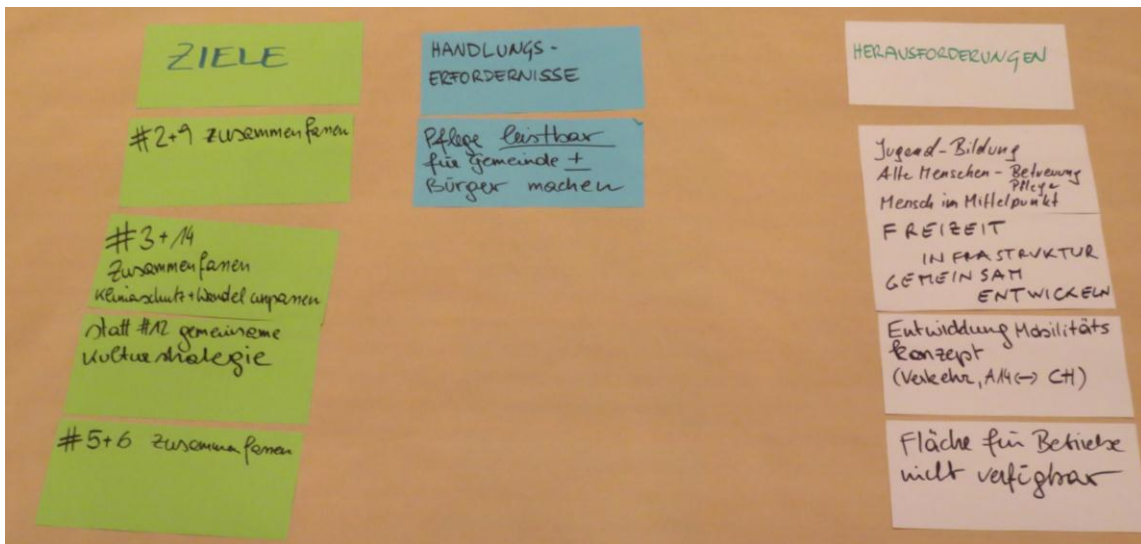 ZIELE
#2+9 zusammenfassen
#3+14
zusammenfassen
Klimaschutz+Wandel anpassen
statt #12 gemeinsame
Kulturstrategie
#5+6 zusammenfassen
HANDLUNGS-
ERFORDERNISSE
Pflege leistbar
für Gemeinde +
Bürger machen
HERAUSFORDERUNGEN
Jugend-Bildung
Alte Menschen - Betreuung
Pflege
Mensch im Mittelpunkt
FREIZEIT
INFRASTRUKTUR
GEMEINSAM
ENTWICKELN
Entwicklung Mobilitäts
konzept
(Verkehr, A14 ↔ CH)
Fläche für Betriebe
nicht verfügbar